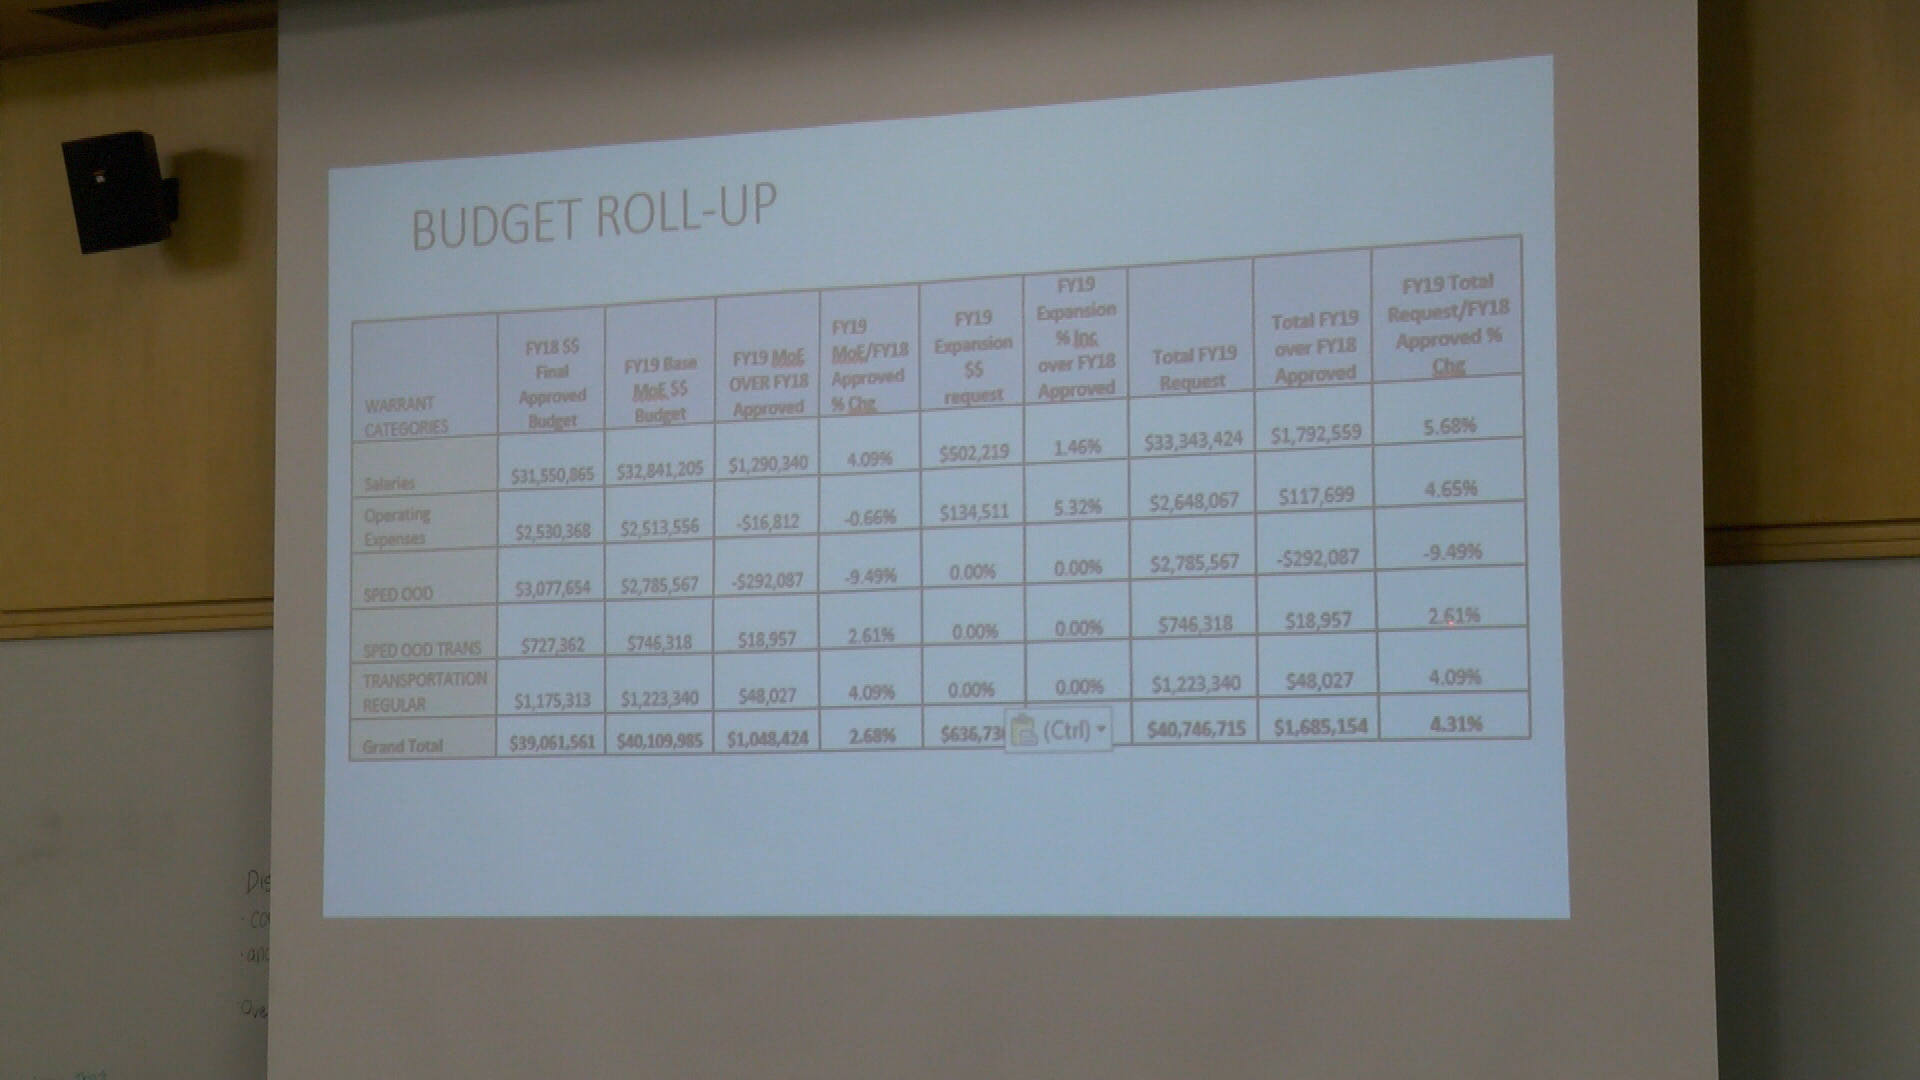 BUDGET ROLL-UP
WARRANT CATEGORIES | FY18 $$ Final Approved Budget | FY19 Base MoE $$ Budget | FY19 MoE OVER FY18 Approved | FY19 MoE/FY18 Approved % Chg | FY19 Expansion $$ request | FY19 Expansion % Inc over FY18 Approved | Total FY19 Request | Total FY19 over FY18 Approved | FY19 Total Request/FY18 Approved % Chg
Salaries | $31,550,865 | $32,841,205 | $1,290,340 | 4.09% | $502,219 | 1.46% | $33,343,424 | $1,792,559 | 5.68%
Operating Expenses | $2,530,368 | $2,513,556 | -$16,812 | -0.66% | $134,511 | 5.32% | $2,648,067 | $117,699 | 4.65%
SPED OOD | $3,077,654 | $2,785,567 | -$292,087 | -9.49% | 0.00% | 0.00% | $2,785,567 | -$292,087 | -9.49%
SPED OOD TRANS | $727,362 | $746,318 | $18,957 | 2.61% | 0.00% | 0.00% | $746,318 | $18,957 | 2.61%
TRANSPORTATION REGULAR | $1,175,313 | $1,223,340 | $48,027 | 4.09% | 0.00% | 0.00% | $1,223,340 | $48,027 | 4.09%
Grand Total | $39,061,561 | $40,109,985 | $1,048,424 | 2.68% | $636,73 | (Ctrl) | $40,746,715 | $1,685,154 | 4.31%
Dis
· co
· and
Ove